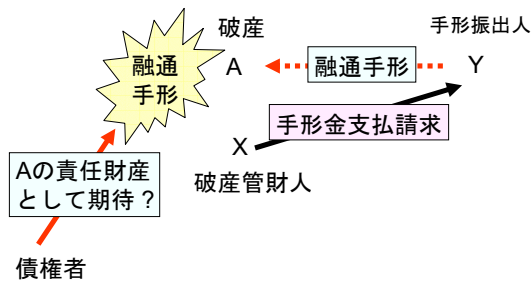 破産
手形振出人
融通
手形
A
融通手形
Y
手形金支払請求
X
破産管財人
Aの責任財産
として期待？
債権者